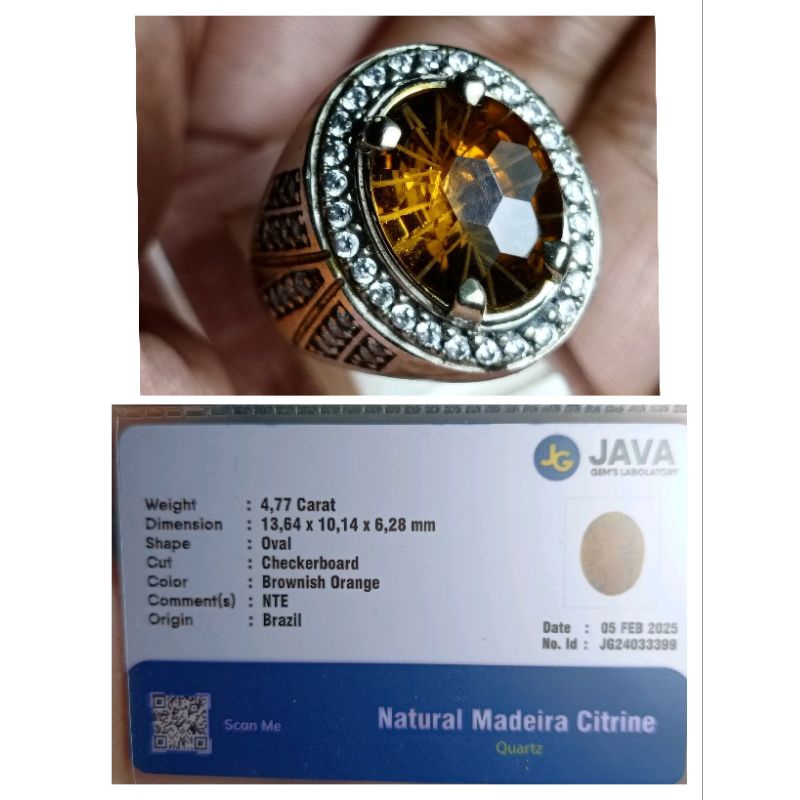 JG JAVA
GEM'S LABOLATORY
Weight : 4,77 Carat
Dimension : 13,64 x 10,14 x 6,28 mm
Shape : Oval
Cut : Checkerboard
Color : Brownish Orange
Comment(s) : NTE
Origin : Brazil
Date : 05 FEB 2025
No. Id : JG24033399
Scan Me
Natural Madeira Citrine
Quartz